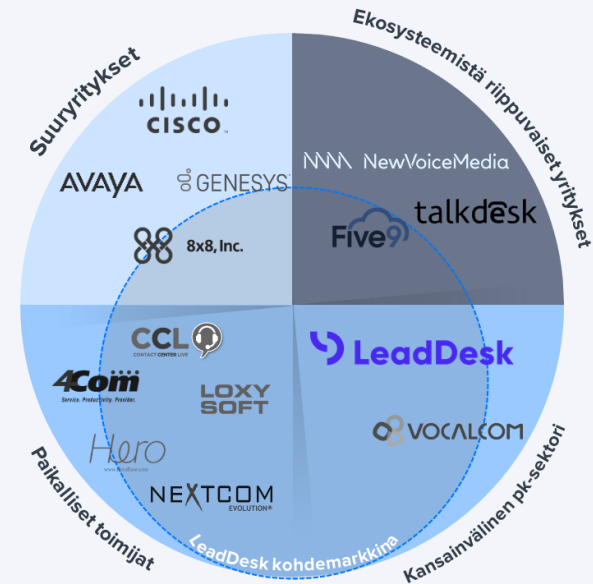 Suuryritykset
Ekosysteemistä riippuvaiset yritykset
CISCO
AVAYA
GENESYS
8x8, Inc.
NewVoiceMedia
talkdesk
Five9
CCL
CONTACT CENTER LIVE
4Com
Service. Productivity. Provider.
LOXY
SOFT
Hero
NEXTCOM
EVOLUTION®
LeadDesk
VOCALCOM
Paikalliset toimijat
LeadDesk kohdemarkkina
Kansainvälinen pk-sektori